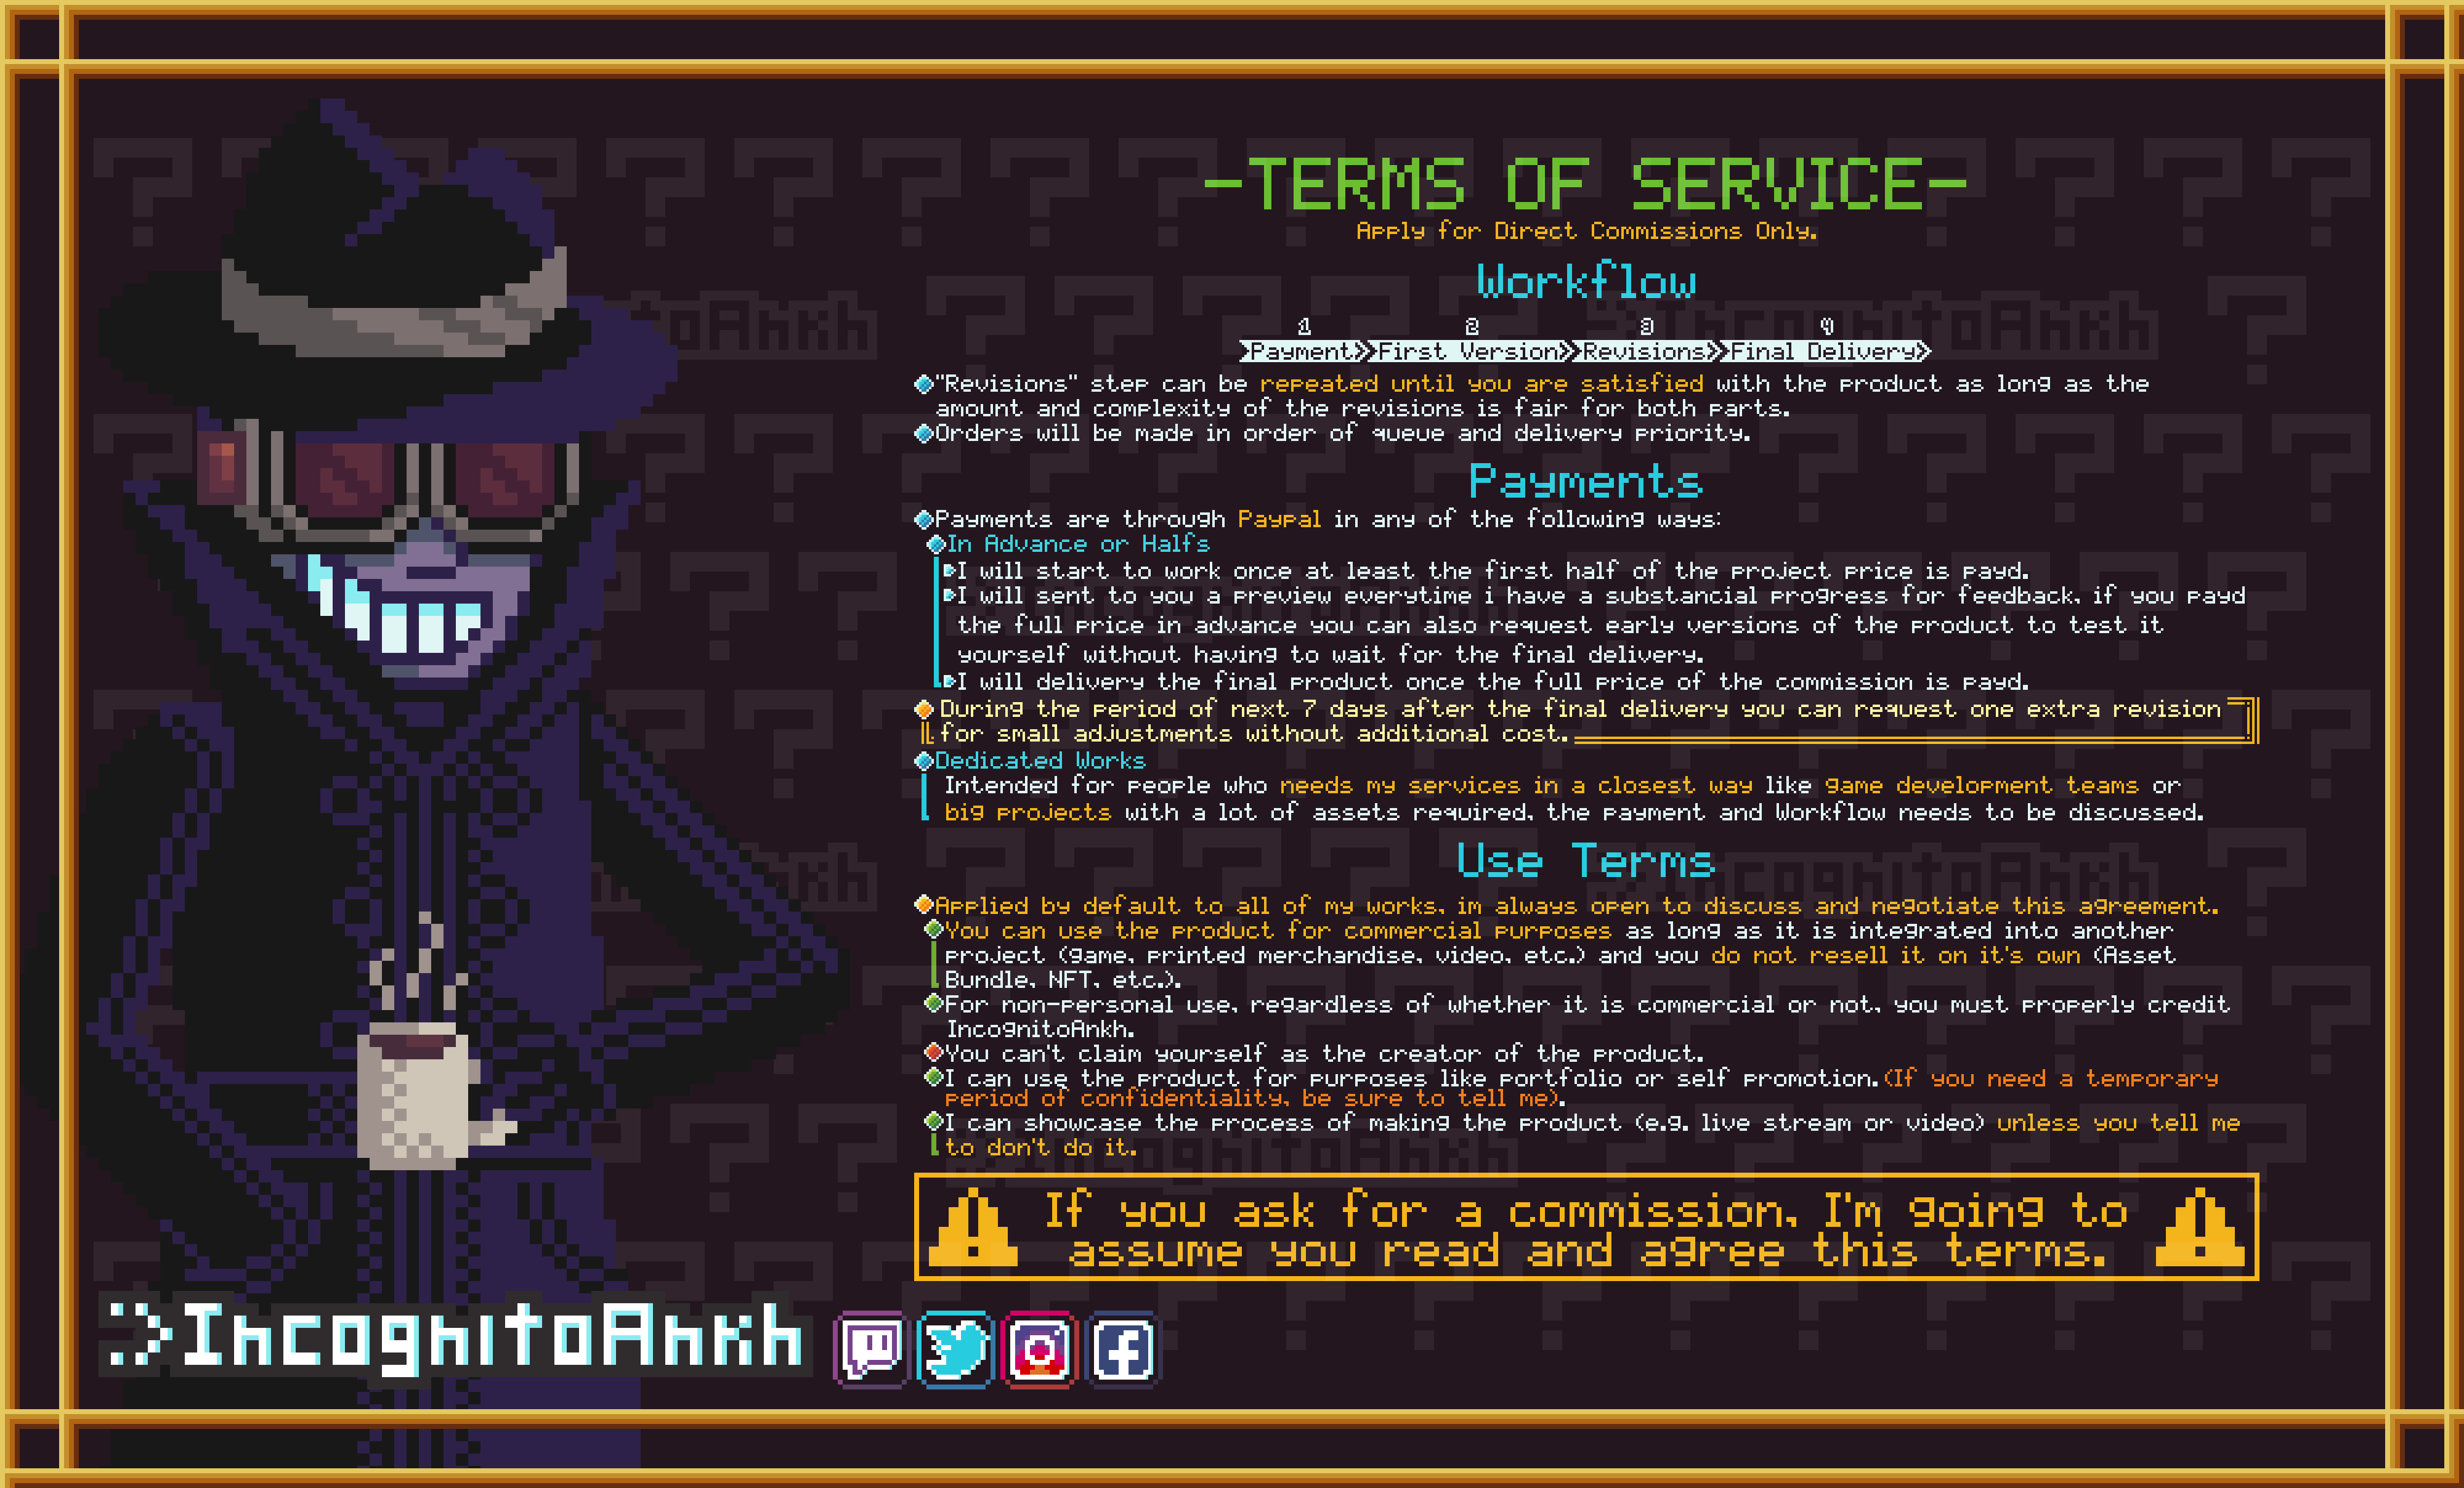 -TERMS OF SERVICE-
Apply for Direct Commissions Only.
Workflow
1 2 3 4
Payment First Version Revisions Final Delivery
"Revisions" step can be repeated until you are satisfied with the product as long as the
amount and complexity of the revisions is fair for both parts.
Orders will be made in order of queue and delivery priority.
Payments
Payments are through Paypal in any of the following ways:
In Advance or Halfs
I will start to work once at least the first half of the project price is payd.
I will sent to you a preview everytime i have a substancial progress for feedback, if you payd
the full price in advance you can also request early versions of the product to test it
yourself without having to wait for the final delivery.
I will delivery the final product once the full price of the commission is payd.
During the period of next 7 days after the final delivery you can request one extra revision
for small adjustments without additional cost.
Dedicated Works
Intended for people who needs my services in a closest way like game development teams or
big projects with a lot of assets required, the payment and Workflow needs to be discussed.
Use Terms
Applied by default to all of my works, im always open to discuss and negotiate this agreement.
You can use the product for commercial purposes as long as it is integrated into another
project (game, printed merchandise, video, etc.) and you do not resell it on it's own (Asset
Bundle, NFT, etc.).
For non-personal use, regardless of whether it is commercial or not, you must properly credit
IncognitoAnkh.
You can't claim yourself as the creator of the product.
I can use the product for purposes like portfolio or self promotion.(If you need a temporary
period of confidentiality, be sure to tell me).
I can showcase the process of making the product (e.g. live stream or video) unless you tell me
to don't do it.
If you ask for a commission, I'm going to
assume you read and agree this terms.
IncognitoAnkh